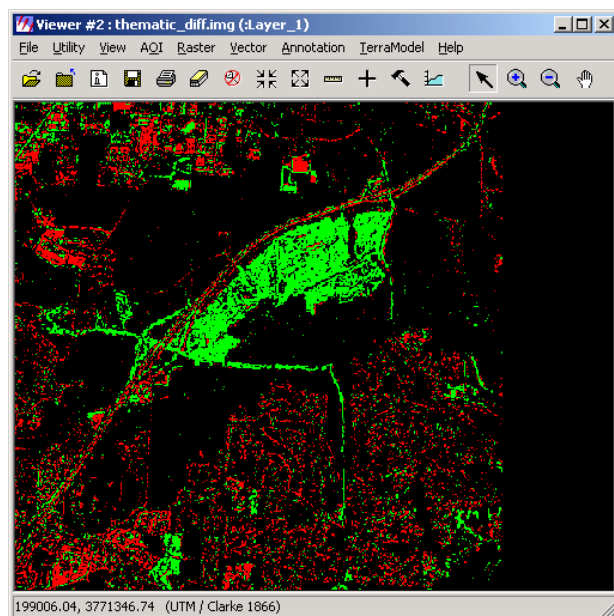 Viewer #2 : thematic_diff.img (:Layer_1)
File Utility View AOI Raster Vector Annotation TerraModel Help
199006.04, 3771346.74 (UTM / Clarke 1866)